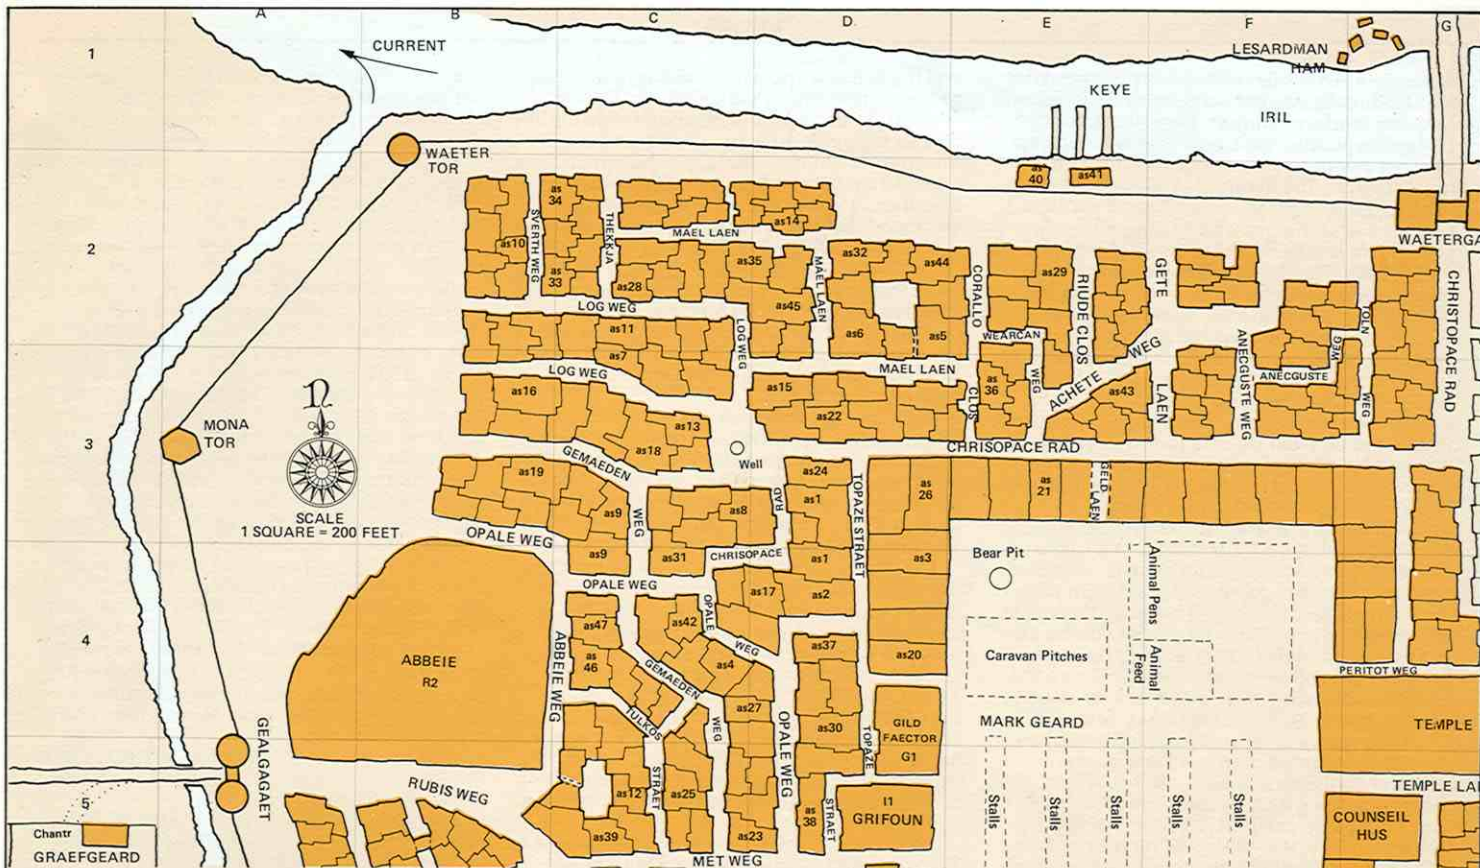 A B C D E F G
1
CURRENT
LESARDMAN
HAM
KEYE
IRIL
WAETER
TOR
as
40
as41
as
34
as14
SVERTH WEG
THEKKJA
MAEL LAEN
2
as10
as
33
as28
as35
as45
MAEL LAEN
as32
as44
as6
as5
CORALLO
CLOS
as29
RIUDE CLOS
GETE
LAEN
WAETERGA
CHRISTOPACE RAD
LOG WEG
as11
as7
LOG WEG
LOG WEG
MAEL LAEN
WEARCAN
WEG
ACHETE WEG
ANECGUSTE WEG
ANECGUSTE
WEG
TOLN
WEG
as16
as15
as22
as36
as43
MONA
TOR
3
N
as13
as18
Well
CHRISOPACE RAD
GEMAEDEN
WEG
as19
as9
as9
as8
RAD
as24
as1
TOPAZE STRAET
as
26
as
21
GELD
LAEN
SCALE
1 SQUARE = 200 FEET
OPALE WEG
as31
CHRISOPACE
as1
as3
Bear Pit
Animal Pens
OPALE WEG
as17
as2
4
ABBEIE
R2
ABBEIE WEG
as47
as
46
as42
OPALE
WEG
as4
GEMAEDEN
WEG
as37
as20
Caravan Pitches
Animal
Feed
PERITOT WEG
as27
OPALE WEG
as30
TOPAZE
STRAET
GILD
FAECTOR
G1
MARK GEARD
TEMPLE
GEALGAGAET
JULKOS
STRAET
5
RUBIS WEG
as12
as25
as39
as23
as
38
I1
GRIFOUN
Stalls
Stalls
Stalls
Stalls
Stalls
TEMPLE LA
COUNSEIL
HUS
Chantr
GRAEFGEARD
MET WEG